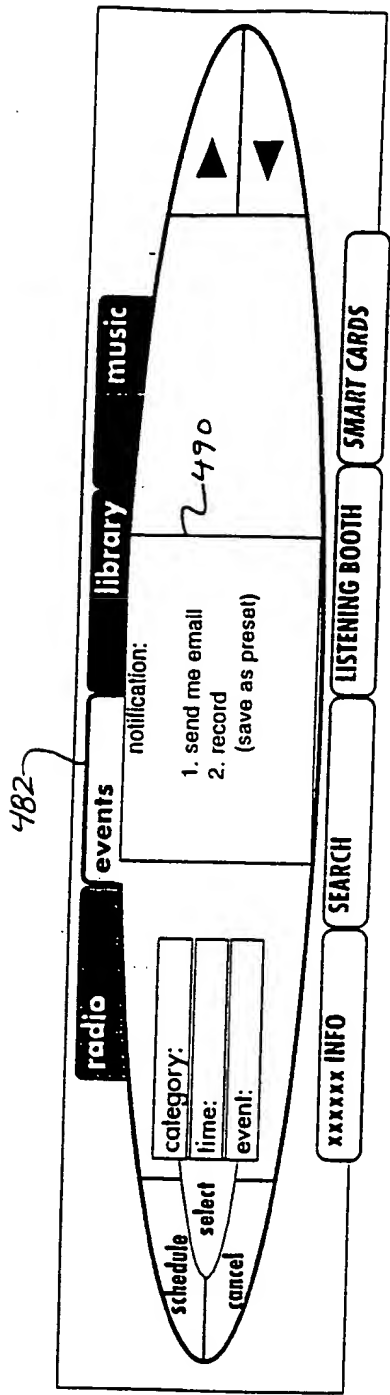 482
radio
events
library
music
schedule
select
cancel
category:
time:
event:
notification:
1. send me email
2. record
(save as preset)
490
xxxxxx INFO
SEARCH
LISTENING BOOTH
SMART CARDS